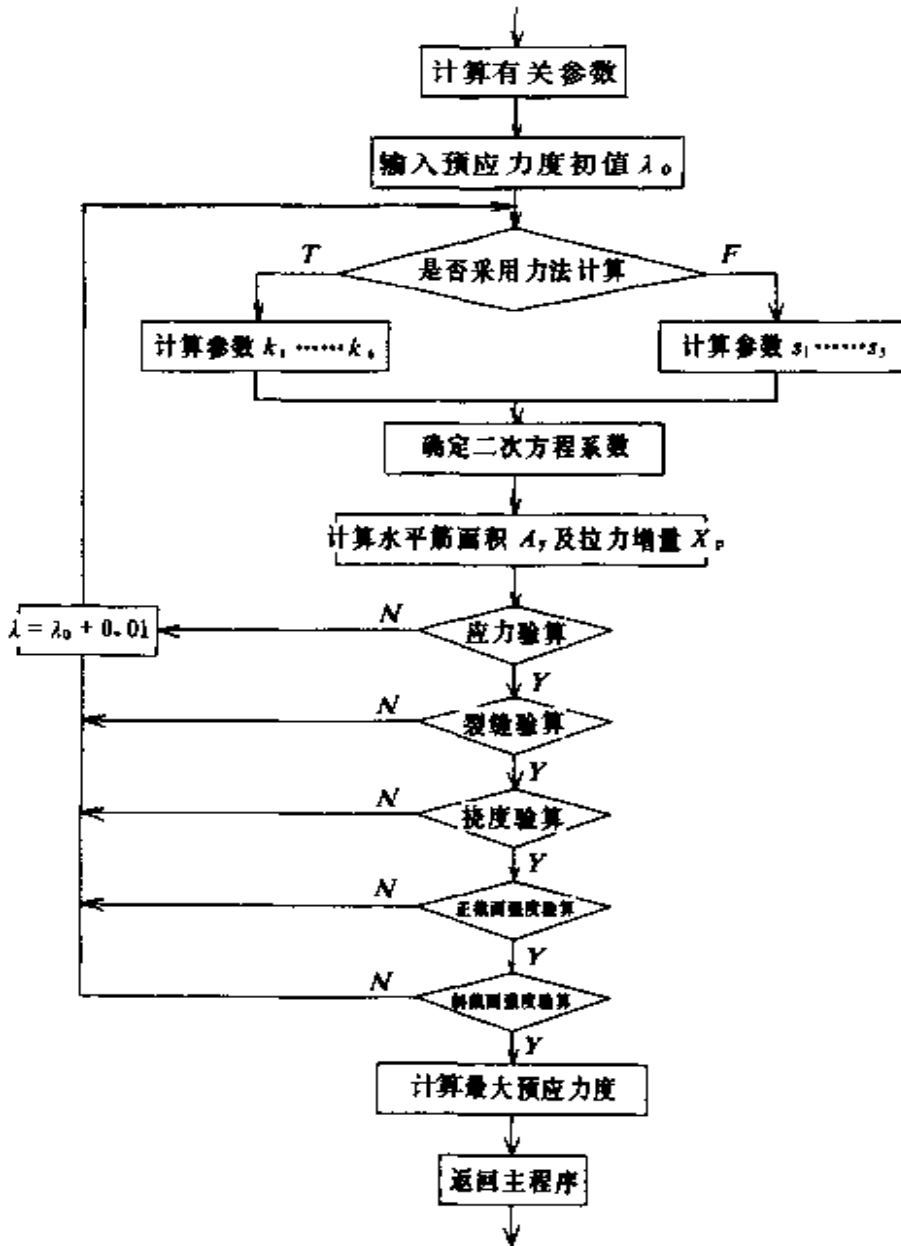 计算有关参数
输入预应力度初值 λ₀
是否采用力法计算
T
F
计算参数 k₁ ……k₄
计算参数 s₁……s₃
确定二次方程系数
计算水平筋面积 Ay及拉力增量 Xp
应力验算
N
λ = λ₀ + 0.01
Y
裂缝验算
N
Y
挠度验算
N
Y
正截面强度验算
N
Y
斜截面强度验算
N
Y
计算最大预应力度
返回主程序